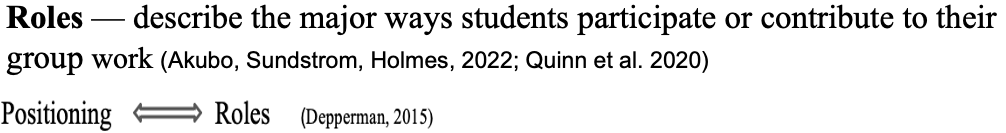 Roles — describe the major ways students participate or contribute to their
group work (Akubo, Sundstrom, Holmes, 2022; Quinn et al. 2020)
Positioning ⟺ Roles (Depperman, 2015)